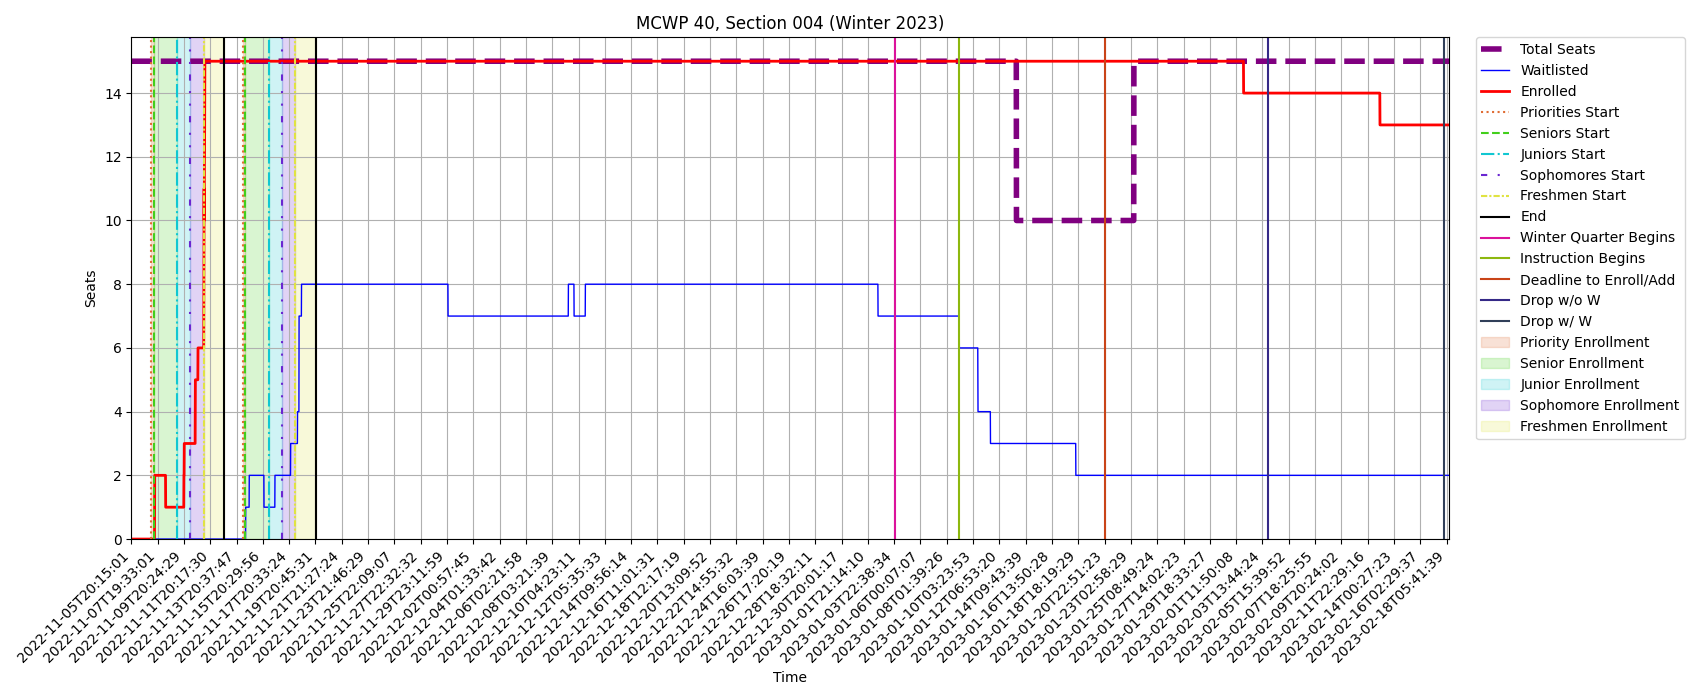 MCWP 40, Section 004 (Winter 2023)
Seats
14
12
10
8
6
4
2
0
2022-11-05T20:15:01
2022-11-07T19:33:01
2022-11-09T20:24:29
2022-11-11T20:17:30
2022-11-13T20:37:47
2022-11-15T20:29:56
2022-11-17T20:33:24
2022-11-19T20:45:31
2022-11-21T21:27:24
2022-11-23T21:46:29
2022-11-25T22:09:07
2022-11-27T22:32:32
2022-11-29T23:11:59
2022-12-02T00:57:45
2022-12-04T01:33:42
2022-12-06T02:21:58
2022-12-08T03:21:39
2022-12-10T04:23:11
2022-12-12T05:35:33
2022-12-14T09:56:14
2022-12-16T11:01:31
2022-12-18T12:17:19
2022-12-20T13:09:52
2022-12-22T14:55:32
2022-12-24T16:03:39
2022-12-26T17:20:19
2022-12-28T18:32:11
2022-12-30T20:01:17
2023-01-01T21:14:10
2023-01-03T22:38:34
2023-01-06T00:07:07
2023-01-08T01:39:26
2023-01-10T03:23:53
2023-01-12T06:53:20
2023-01-14T09:43:39
2023-01-16T13:50:28
2023-01-18T18:19:29
2023-01-20T22:51:23
2023-01-23T02:58:29
2023-01-25T08:49:24
2023-01-27T14:02:23
2023-01-29T18:33:27
2023-02-01T11:50:08
2023-02-03T13:44:24
2023-02-05T15:39:52
2023-02-07T18:25:55
2023-02-09T20:24:02
2023-02-11T22:29:16
2023-02-14T00:27:23
2023-02-16T02:29:37
2023-02-18T05:41:39
Time
Total Seats
Waitlisted
Enrolled
Priorities Start
Seniors Start
Juniors Start
Sophomores Start
Freshmen Start
End
Winter Quarter Begins
Instruction Begins
Deadline to Enroll/Add
Drop w/o W
Drop w/ W
Priority Enrollment
Senior Enrollment
Junior Enrollment
Sophomore Enrollment
Freshmen Enrollment